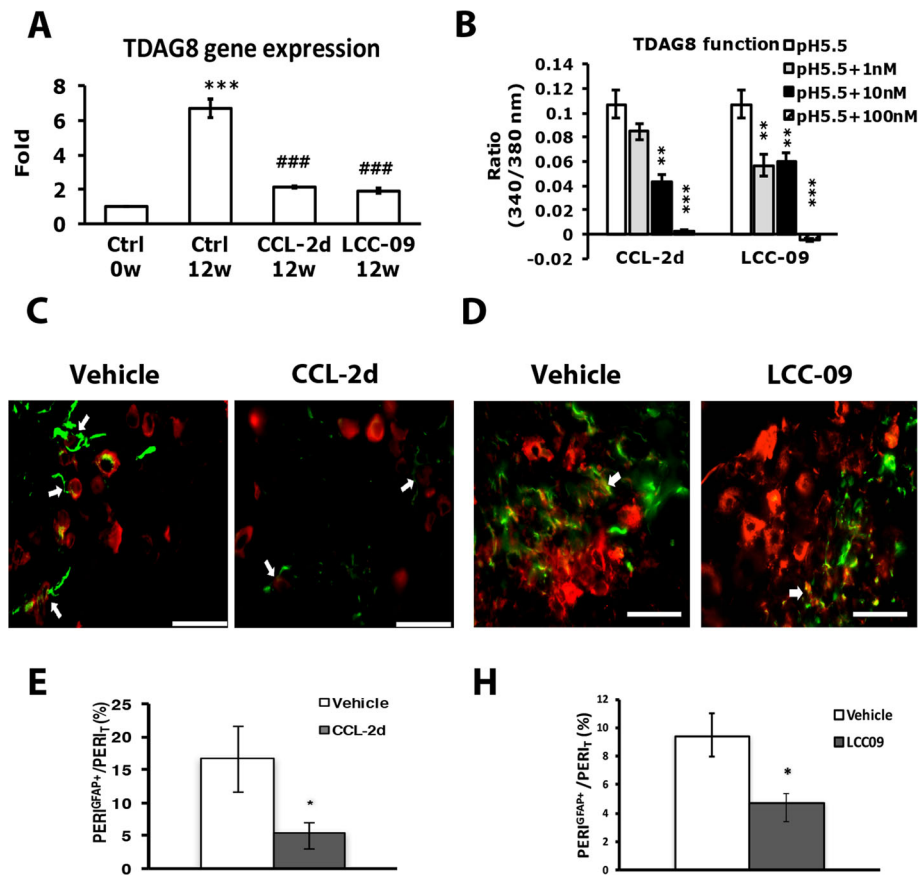 A
TDAG8 gene expression
Fold
8
6
4
2
0
***
###
###
Ctrl 0w
Ctrl 12w
CCL-2d 12w
LCC-09 12w
B
TDAG8 function
pH5.5
pH5.5+1nM
pH5.5+10nM
pH5.5+100nM
Ratio
(340/380 nm)
0.14
0.12
0.1
0.08
0.06
0.04
0.02
0
-0.02
**
***
**
**
***
CCL-2d
LCC-09
C
Vehicle
CCL-2d
D
Vehicle
LCC-09
E
PERI^GFAP+/PERI_T (%)
25
20
15
10
5
0
Vehicle
CCL-2d
*
H
PERI^GFAP+/PERI_T (%)
12
10
8
6
4
2
0
Vehicle
LCC09
*